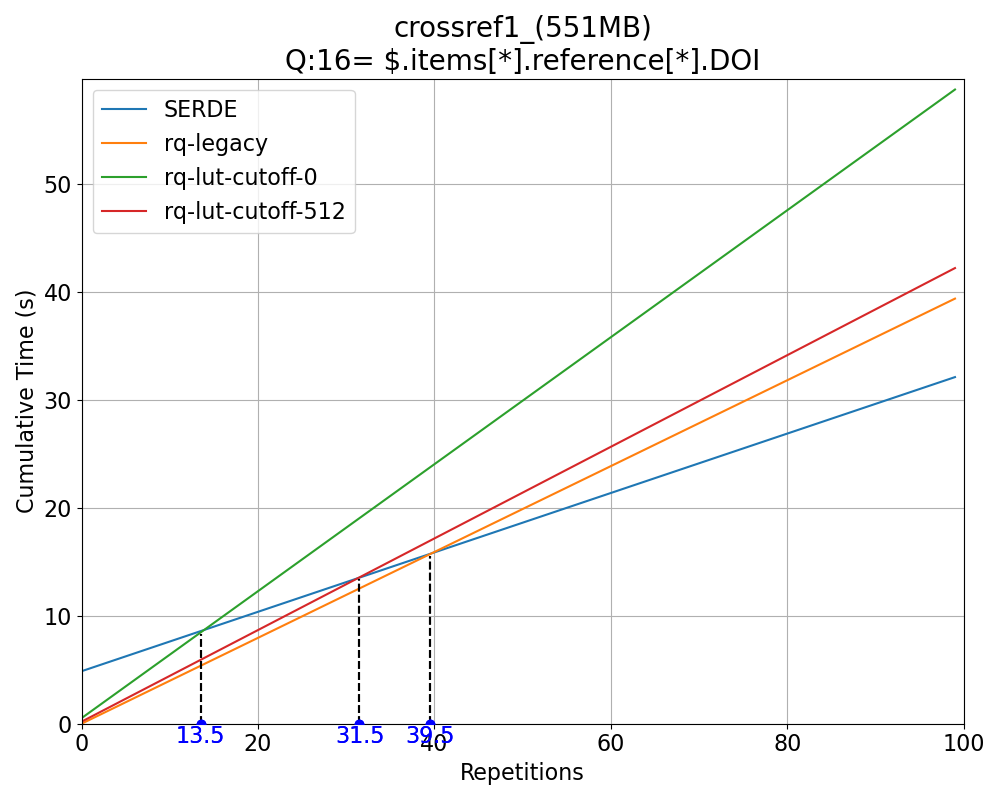 crossref1_(551MB)
Q:16= $.items[*].reference[*].DOI
SERDE
rq-legacy
rq-lut-cutoff-0
rq-lut-cutoff-512
Cumulative Time (s)
50
40
30
20
10
0
13.5
31.5
39.5
0
20
40
60
80
100
Repetitions